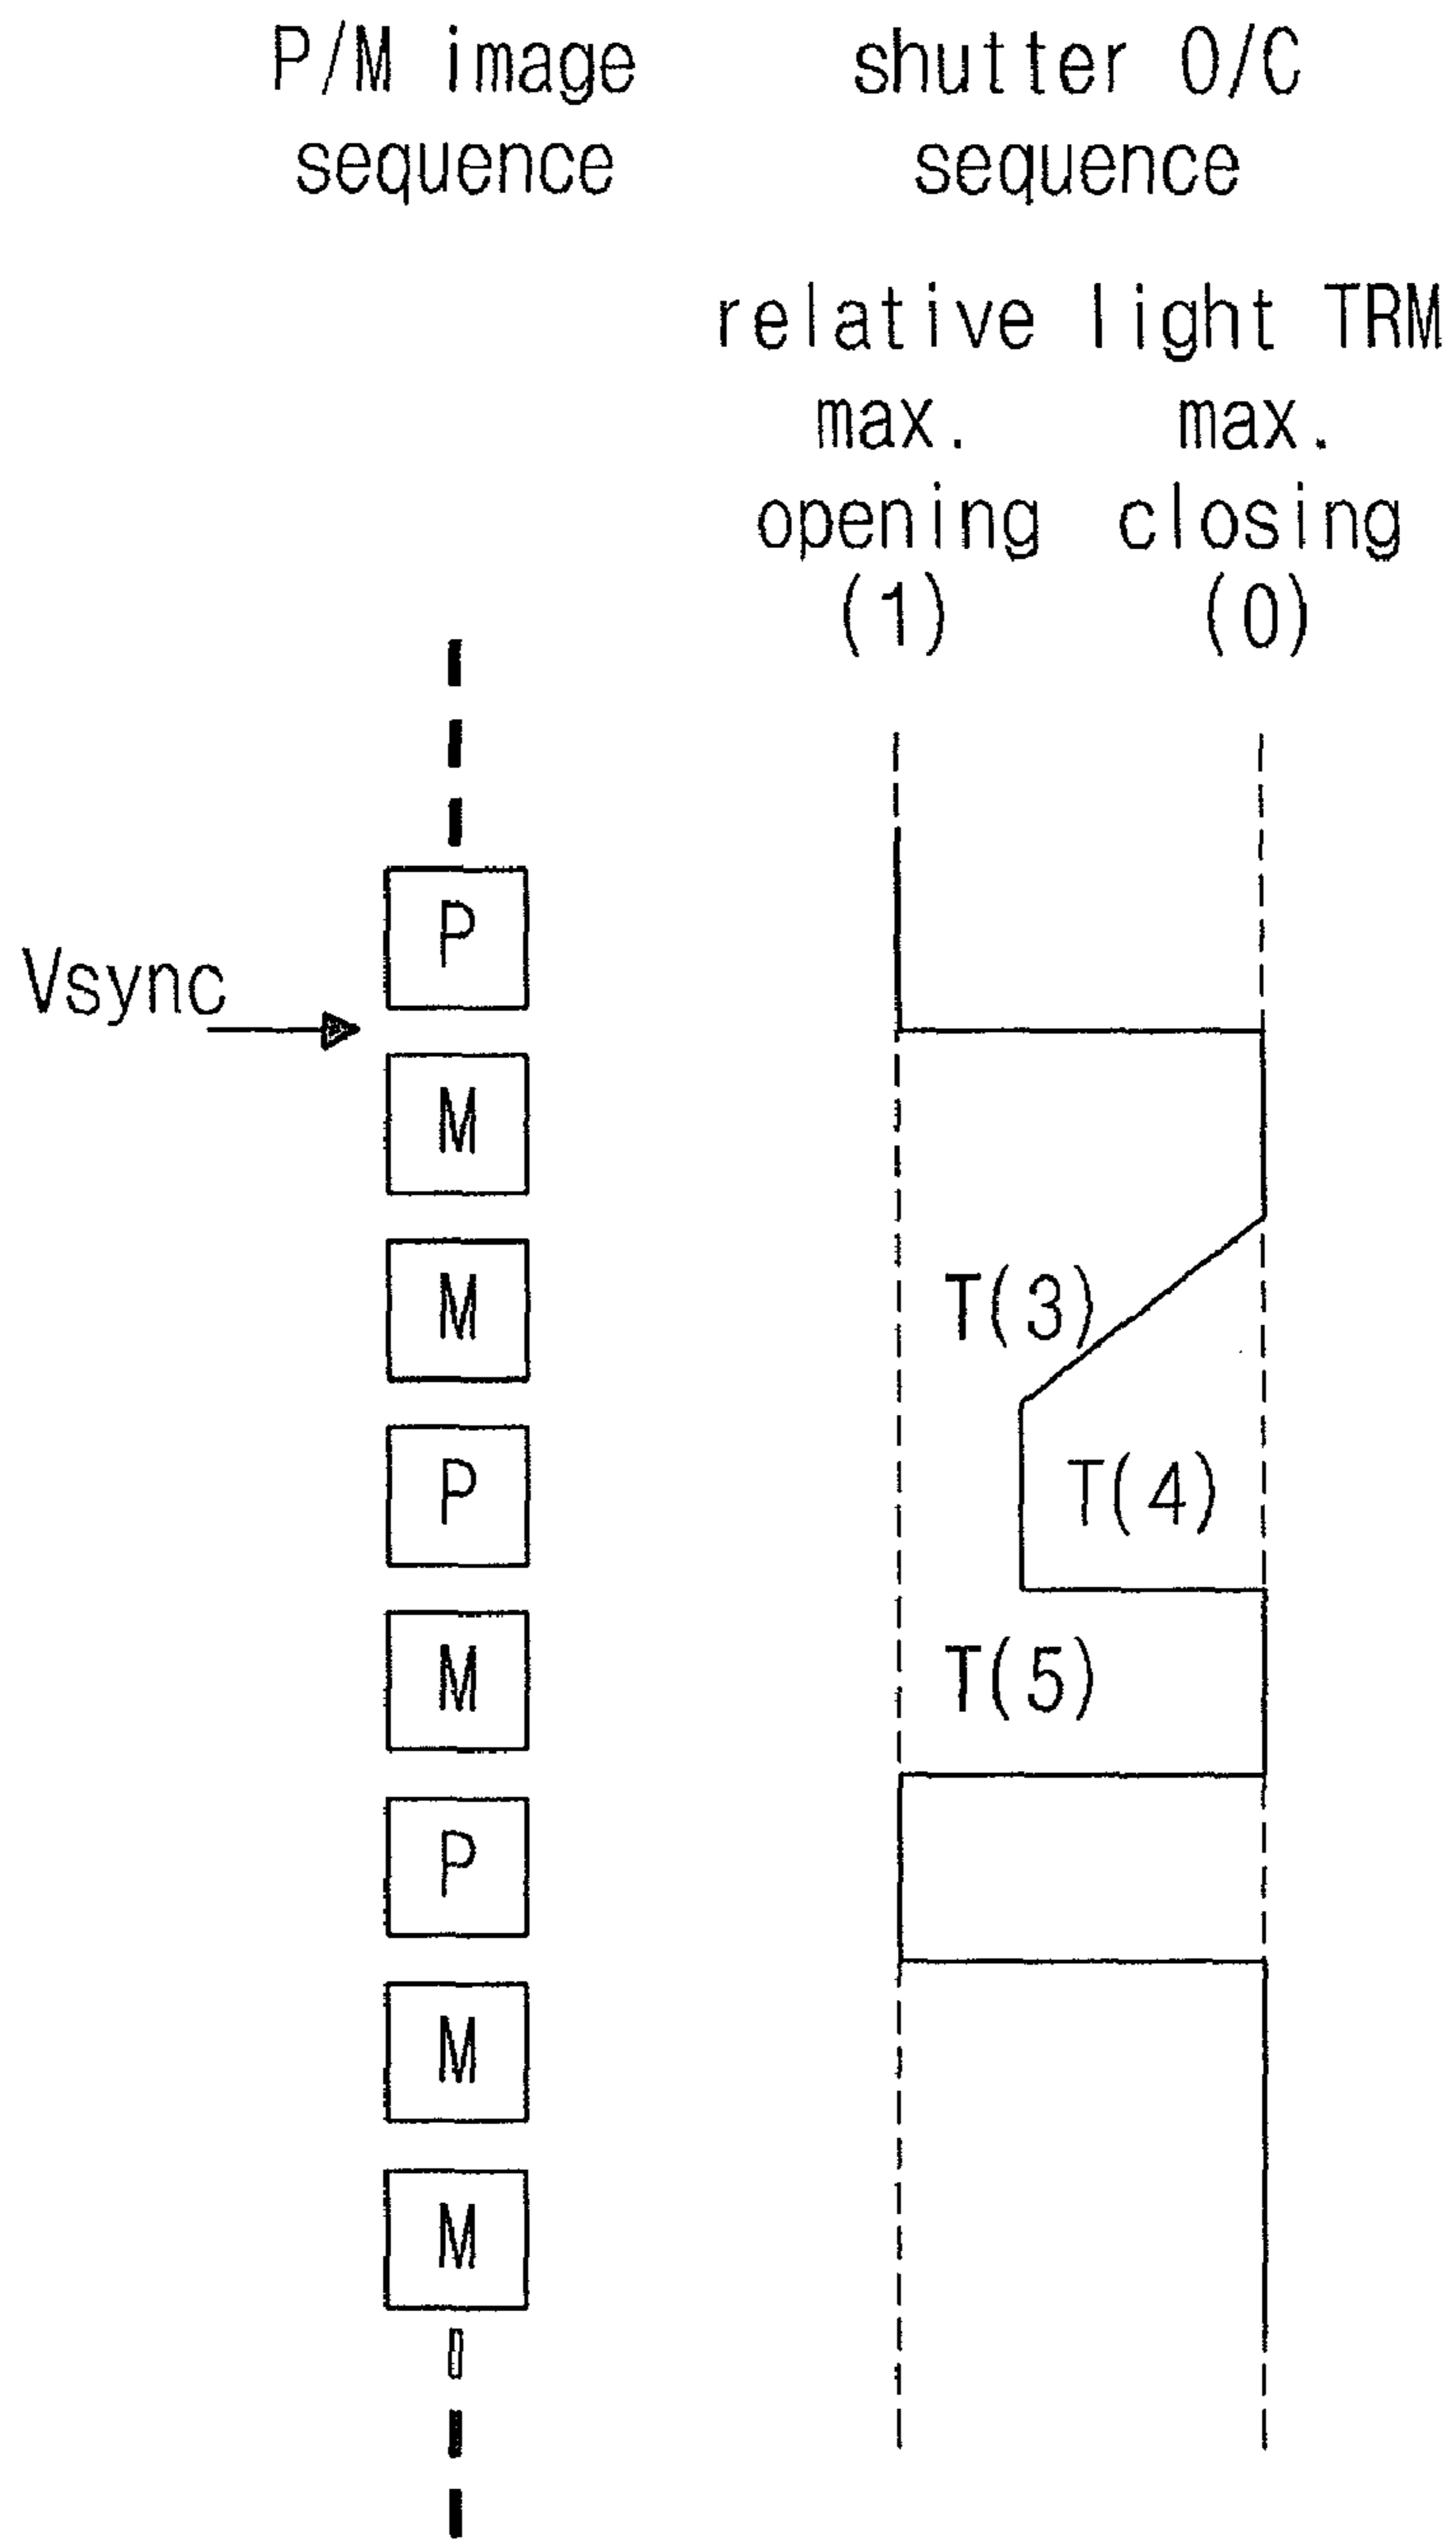 P/M image
sequence
shutter O/C
sequence
relative light TRM
max.
opening
(1)
max.
closing
(0)
P
Vsync
M
M
T(3)
P
T(4)
M
T(5)
P
M
M